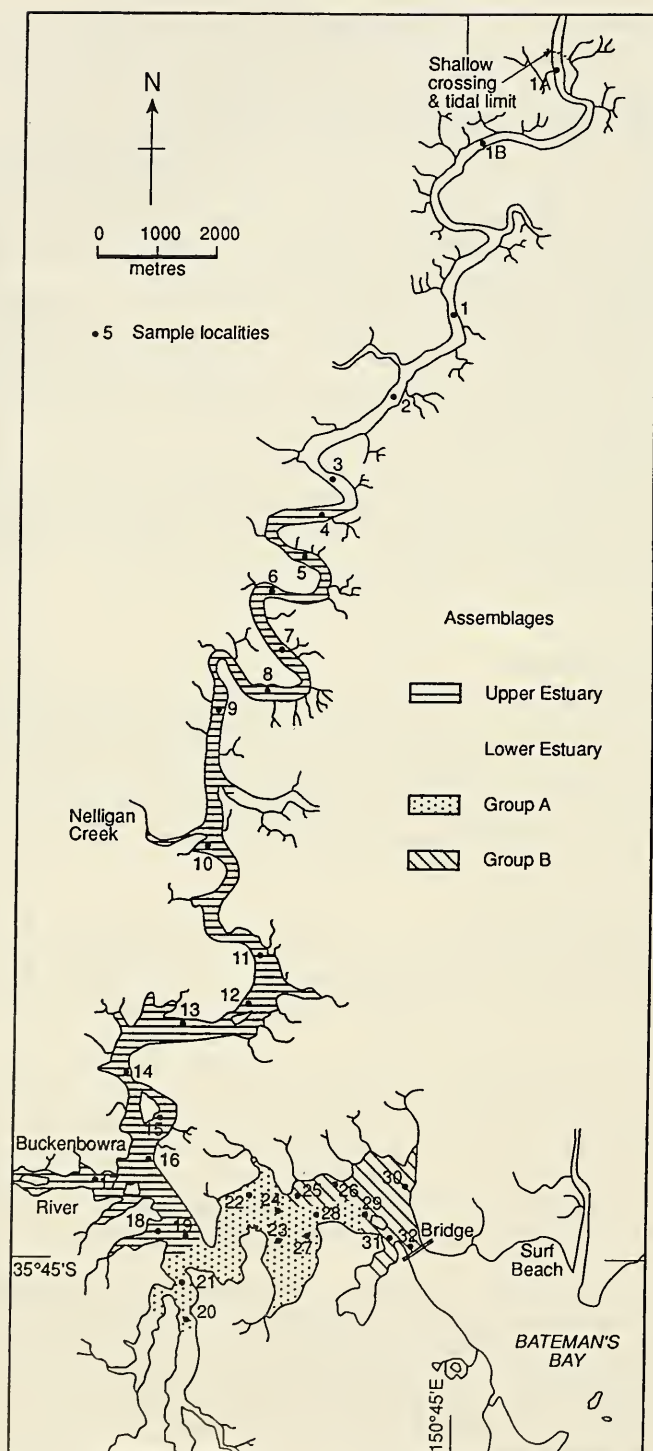 Shallow
crossing
& tidal limit
1A
N
1B
0 1000 2000
metres
1
• 5 Sample localities
2
3
4
5
6
Assemblages
7
8
Upper Estuary
9
Lower Estuary
Nelligan
Creek
Group A
10
Group B
11
12
13
14
15
Buckenbowra
16
17
River
30
22
24
25
26
29
28
18
19
23
27
31
32
Bridge
Surf
Beach
35°45'S
21
20
BATEMAN'S
BAY
150°45'E